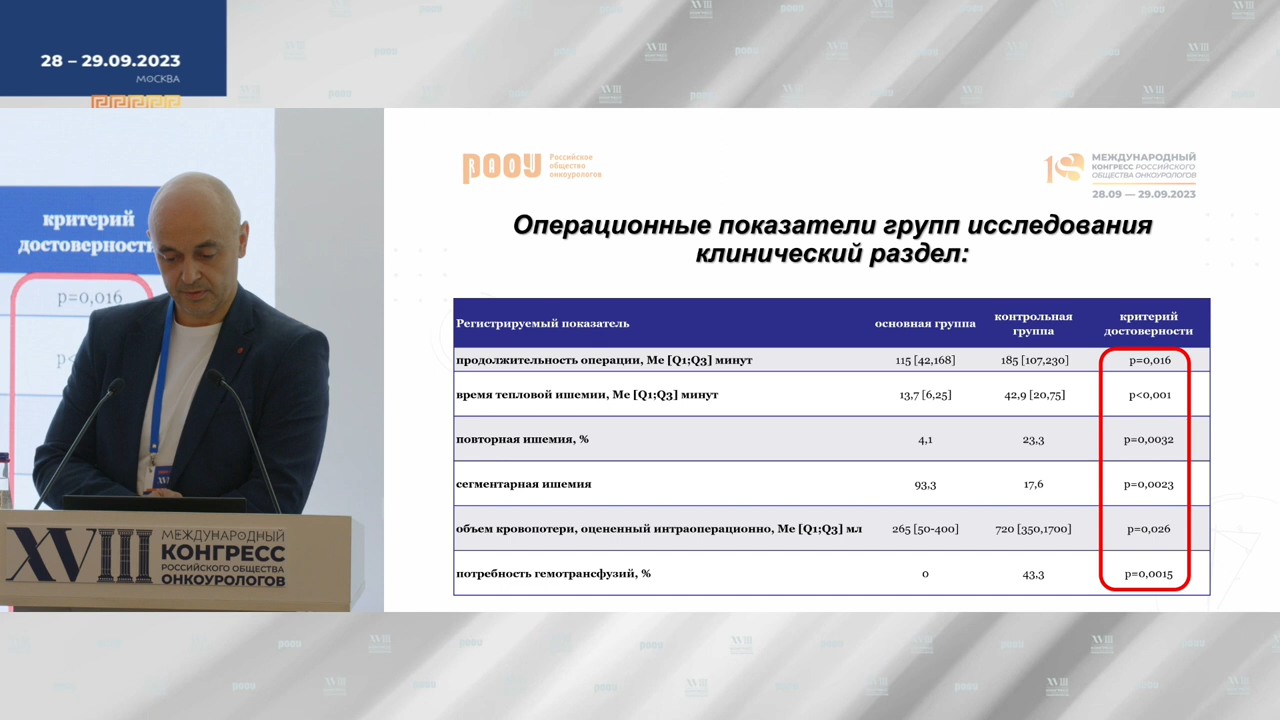 28 – 29.09.2023
МОСКВА
критерий
достоверности
p=0,016
XVIII
МЕЖДУНАРОДНЫЙ
КОНГРЕСС
РОССИЙСКОГО ОБЩЕСТВА
ОНКОУРОЛОГОВ
РООУ
Российское
общество
онкоурологов
18
МЕЖДУНАРОДНЫЙ
КОНГРЕСС РОССИЙСКОГО
ОБЩЕСТВА ОНКОУРОЛОГОВ
28.09 — 29.09.2023
Операционные показатели групп исследования
клинический раздел:
Регистрируемый показатель основная группа контрольная группа критерий достоверности
продолжительность операции, Me [Q1;Q3] минут 115 [42,168] 185 [107,230] p=0,016
время тепловой ишемии, Me [Q1;Q3] минут 13,7 [6,25] 42,9 [20,75] p<0,001
повторная ишемия, % 4,1 23,3 p=0,0032
сегментарная ишемия 93,3 17,6 p=0,0023
объем кровопотери, оцененный интраоперационно, Me [Q1;Q3] мл 265 [50-400] 720 [350,1700] p=0,026
потребность гемотрансфузий, % 0 43,3 p=0,0015